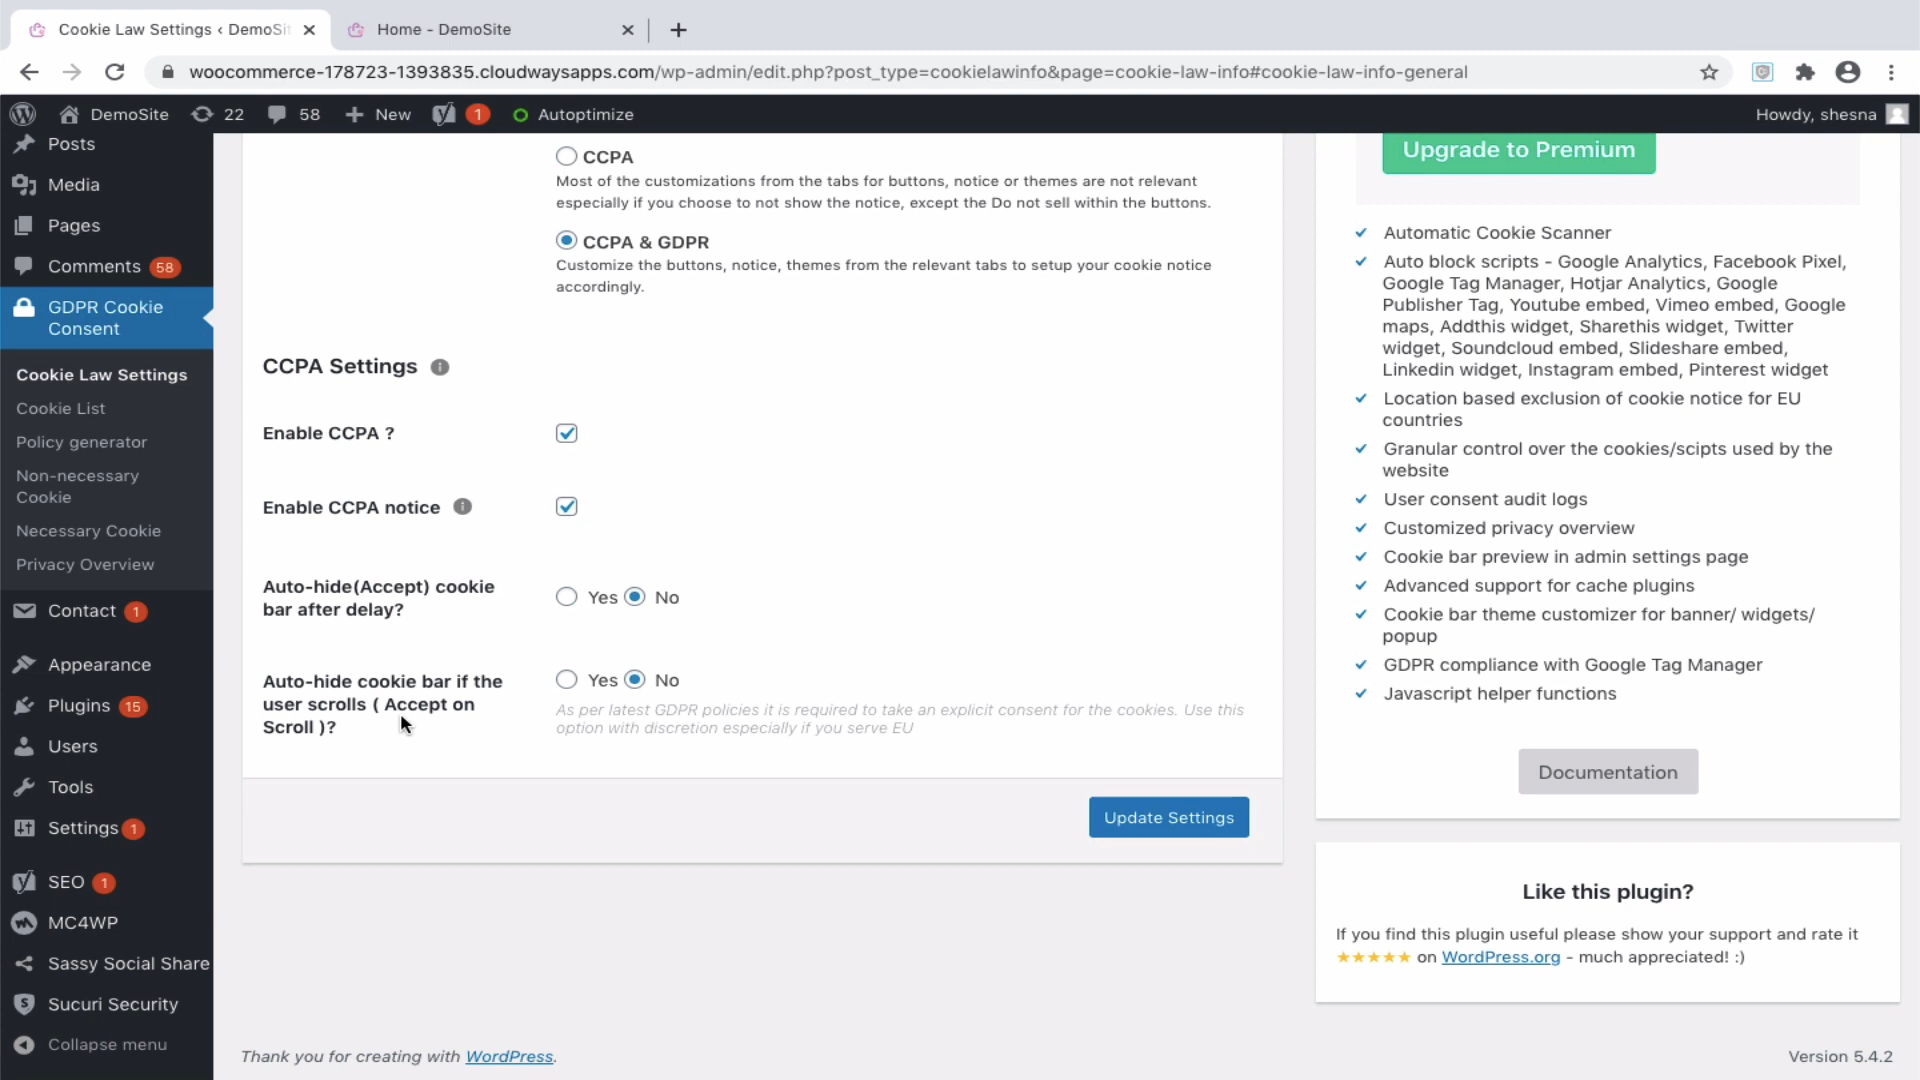 Cookie Law Settings ‹ DemoSit
Home - DemoSite
woocommerce-178723-1393835.cloudwaysapps.com/wp-admin/edit.php?post_type=cookielawinfo&page=cookie-law-info#cookie-law-info-general
DemoSite
22
58
New
1
Autoptimize
Howdy, shesna
Posts
Media
Pages
Comments 58
GDPR Cookie
Consent
Cookie Law Settings
Cookie List
Policy generator
Non-necessary
Cookie
Necessary Cookie
Privacy Overview
Contact 1
Appearance
Plugins 15
Users
Tools
Settings 1
SEO 1
MC4WP
Sassy Social Share
Sucuri Security
Collapse menu
CCPA
Most of the customizations from the tabs for buttons, notice or themes are not relevant
especially if you choose to not show the notice, except the Do not sell within the buttons.
CCPA & GDPR
Customize the buttons, notice, themes from the relevant tabs to setup your cookie notice
accordingly.
CCPA Settings
Enable CCPA ?
Enable CCPA notice
Auto-hide(Accept) cookie
bar after delay?
Yes No
Auto-hide cookie bar if the
user scrolls ( Accept on
Scroll )?
Yes No
As per latest GDPR policies it is required to take an explicit consent for the cookies. Use this
option with discretion especially if you serve EU
Update Settings
Upgrade to Premium
Automatic Cookie Scanner
Auto block scripts - Google Analytics, Facebook Pixel,
Google Tag Manager, Hotjar Analytics, Google
Publisher Tag, Youtube embed, Vimeo embed, Google
maps, Addthis widget, Sharethis widget, Twitter
widget, Soundcloud embed, Slideshare embed,
Linkedin widget, Instagram embed, Pinterest widget
Location based exclusion of cookie notice for EU
countries
Granular control over the cookies/scipts used by the
website
User consent audit logs
Customized privacy overview
Cookie bar preview in admin settings page
Advanced support for cache plugins
Cookie bar theme customizer for banner/ widgets/
popup
GDPR compliance with Google Tag Manager
Javascript helper functions
Documentation
Like this plugin?
If you find this plugin useful please show your support and rate it
★★★★★ on WordPress.org - much appreciated! :)
Thank you for creating with WordPress.
Version 5.4.2